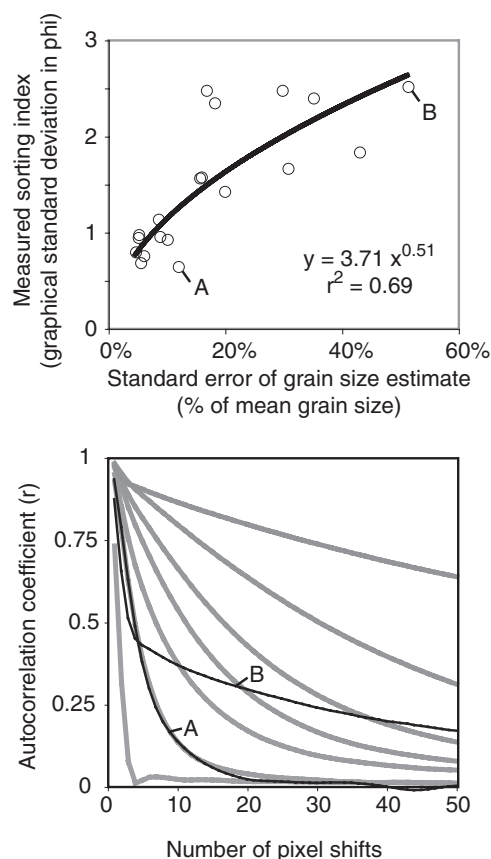 Measured sorting index
(graphical standard deviation in phi)
3
2
1
0
B
A
y = 3.71 x^0.51
r^2 = 0.69
0% 20% 40% 60%
Standard error of grain size estimate
(% of mean grain size)
Autocorrelation coefficient (r)
1
0.75
0.5
0.25
0
B
A
0 10 20 30 40 50
Number of pixel shifts